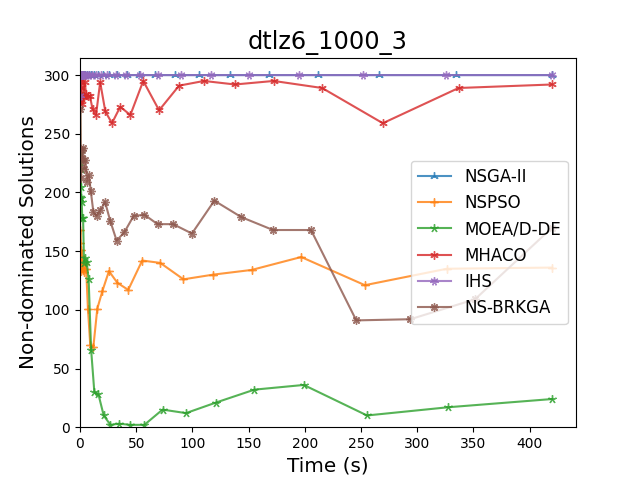 dtlz6_1000_3
Non-dominated Solutions
300
250
200
150
100
50
0
NSGA-II
NSPSO
MOEA/D-DE
MHACO
IHS
NS-BRKGA
0 50 100 150 200 250 300 350 400
Time (s)